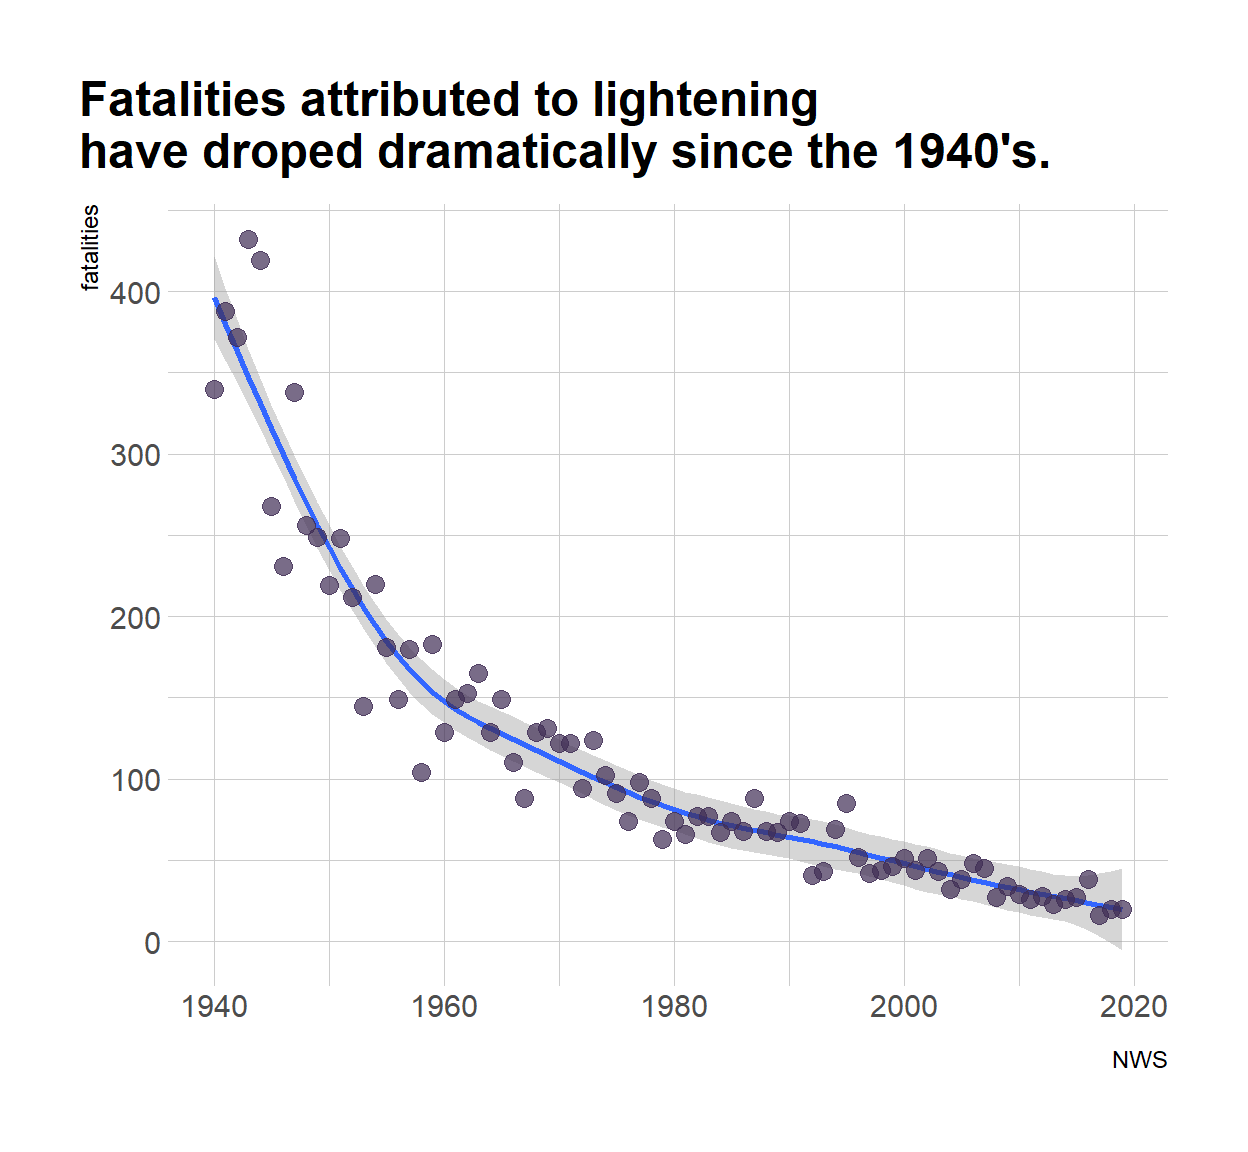 Fatalities attributed to lightening
have droped dramatically since the 1940's.
fatalities
400
300
200
100
0
1940 1960 1980 2000 2020
NWS